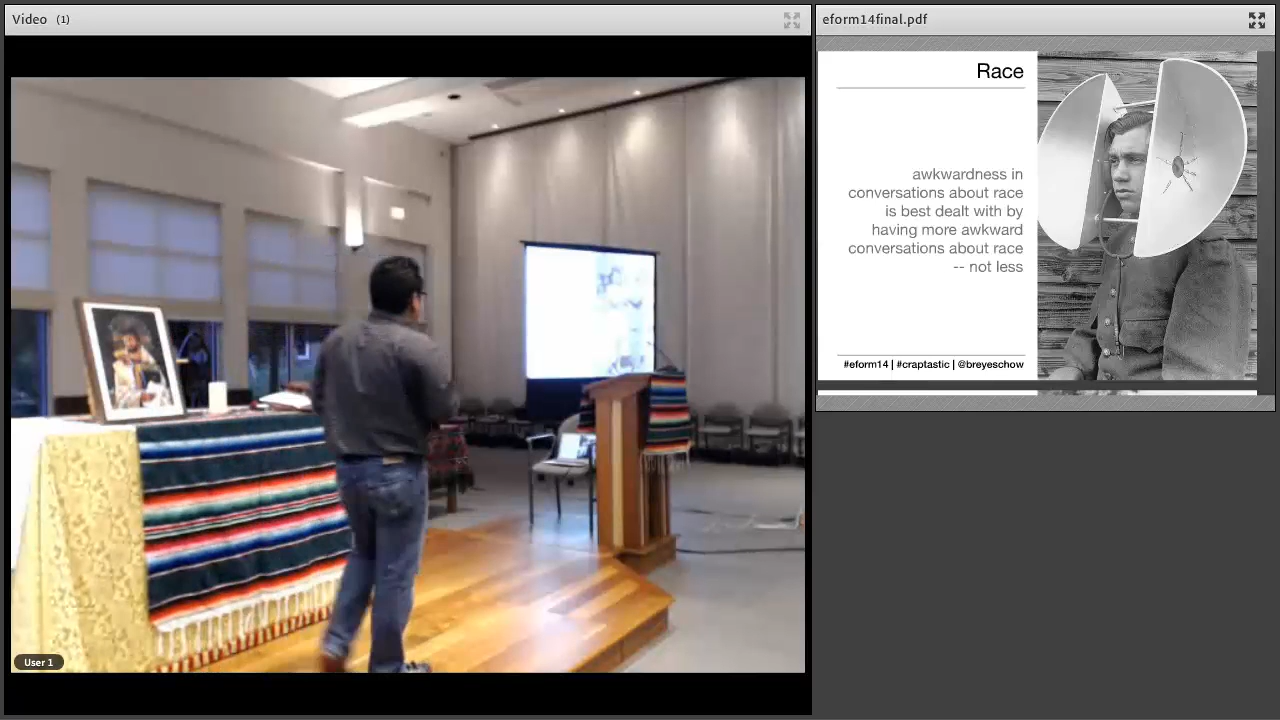 Video (1)
eform14final.pdf
Race
awkwardness in
conversations about race
is best dealt with by
having more awkward
conversations about race
-- not less
#eform14 | #craptastic | @breyeschow
User 1